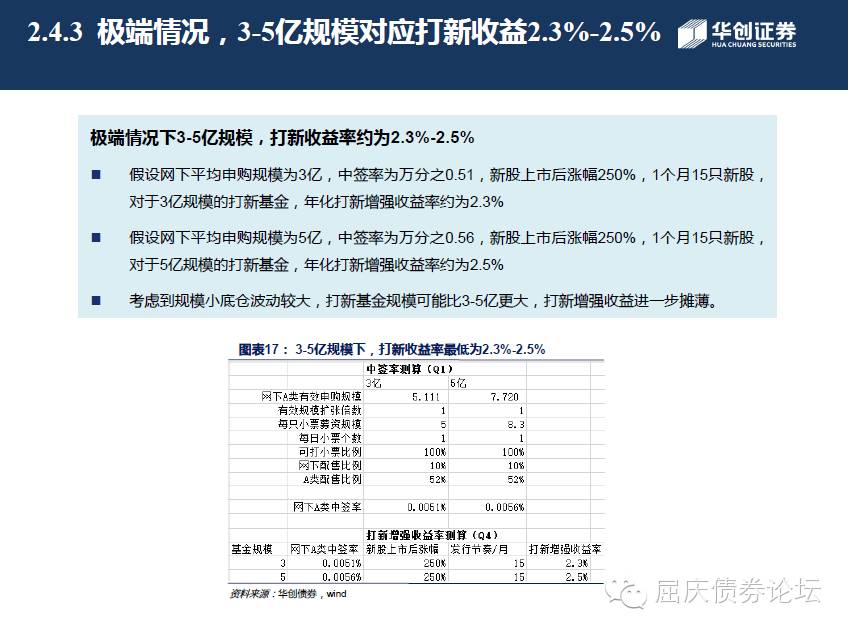 2.4.3 极端情况，3-5亿规模对应打新收益2.3%-2.5%
华创证券
HUA CHUANG SECURITIES
极端情况下3-5亿规模，打新收益率约为2.3%-2.5%
■ 假设网下平均申购规模为3亿，中签率为万分之0.51，新股上市后涨幅250%，1个月15只新股，
对于3亿规模的打新基金，年化打新增强收益率约为2.3%
■ 假设网下平均申购规模为5亿，中签率为万分之0.56，新股上市后涨幅250%，1个月15只新股，
对于5亿规模的打新基金，年化打新增强收益率约为2.5%
■ 考虑到规模小底仓波动较大，打新基金规模可能比3-5亿更大，打新增强收益进一步摊薄。
图表17： 3-5亿规模下，打新收益率最低为2.3%-2.5%
中签率测算（Q1）
3亿 5亿
网下A类有效申购规模 5.111 7.720
有效规模扩张倍数 1 1
每只小票募资规模 5 8.3
每日小票个数 1 1
可打小票比例 100% 100%
网下配售比例 10% 10%
A类配售比例 52% 52%
网下A类中签率 0.0051% 0.0056%
打新增强收益率测算（Q4）
基金规模 网下A类中签率 新股上市后涨幅 发行节奏/月 打新增强收益率
3 0.0051% 250% 15 2.3%
5 0.0056% 250% 15 2.5%
资料来源：华创债券，wind
屈庆债券论坛